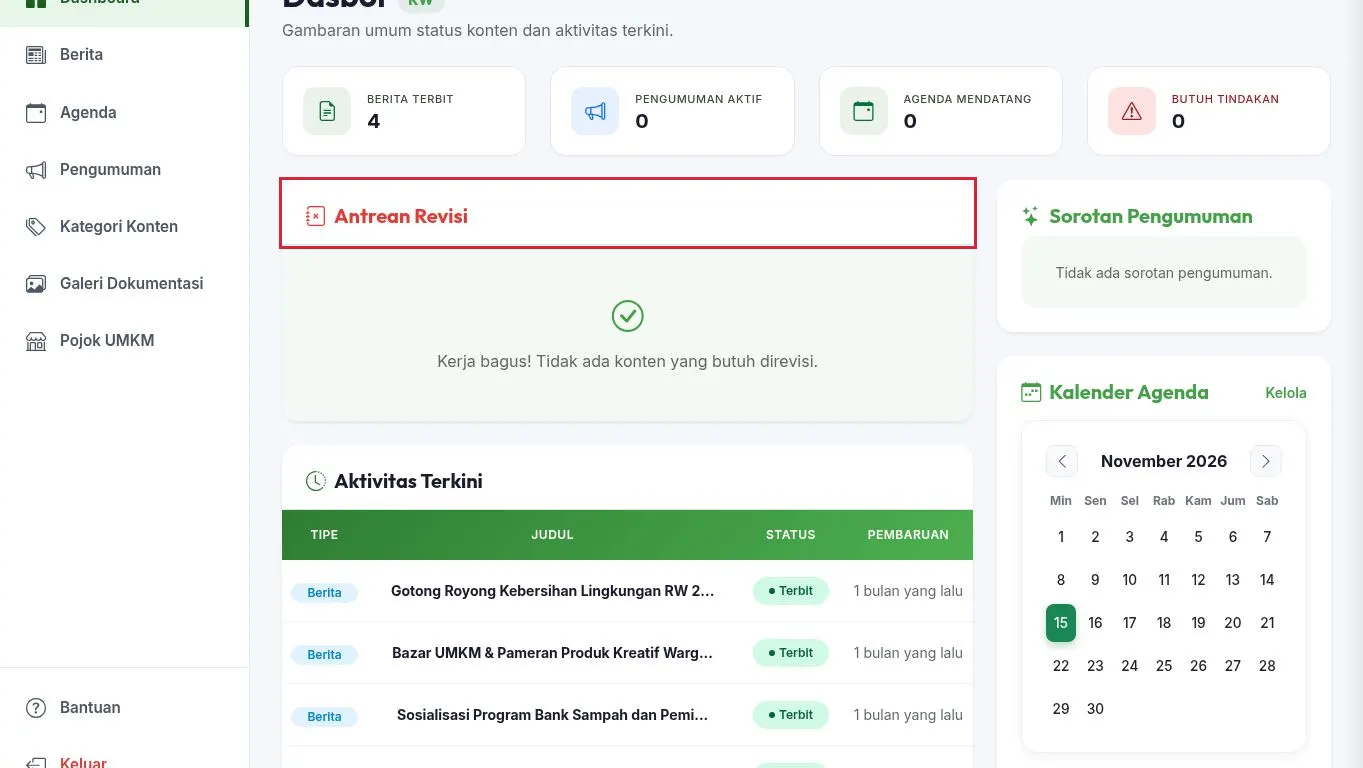 Dashboard
Berita
Agenda
Pengumuman
Kategori Konten
Galeri Dokumentasi
Pojok UMKM
Bantuan
Keluar
Dasbor RW
Gambaran umum status konten dan aktivitas terkini.
BERITA TERBIT
4
PENGUMUMAN AKTIF
0
AGENDA MENDATANG
0
BUTUH TINDAKAN
0
Antrean Revisi
Kerja bagus! Tidak ada konten yang butuh direvisi.
Aktivitas Terkini
TIPE JUDUL STATUS PEMBARUAN
Berita Gotong Royong Kebersihan Lingkungan RW 2... Terbit 1 bulan yang lalu
Berita Bazar UMKM & Pameran Produk Kreatif Warg... Terbit 1 bulan yang lalu
Berita Sosialisasi Program Bank Sampah dan Pemi... Terbit 1 bulan yang lalu
Sorotan Pengumuman
Tidak ada sorotan pengumuman.
Kalender Agenda Kelola
November 2026
Min Sen Sel Rab Kam Jum Sab
1 2 3 4 5 6 7
8 9 10 11 12 13 14
15 16 17 18 19 20 21
22 23 24 25 26 27 28
29 30